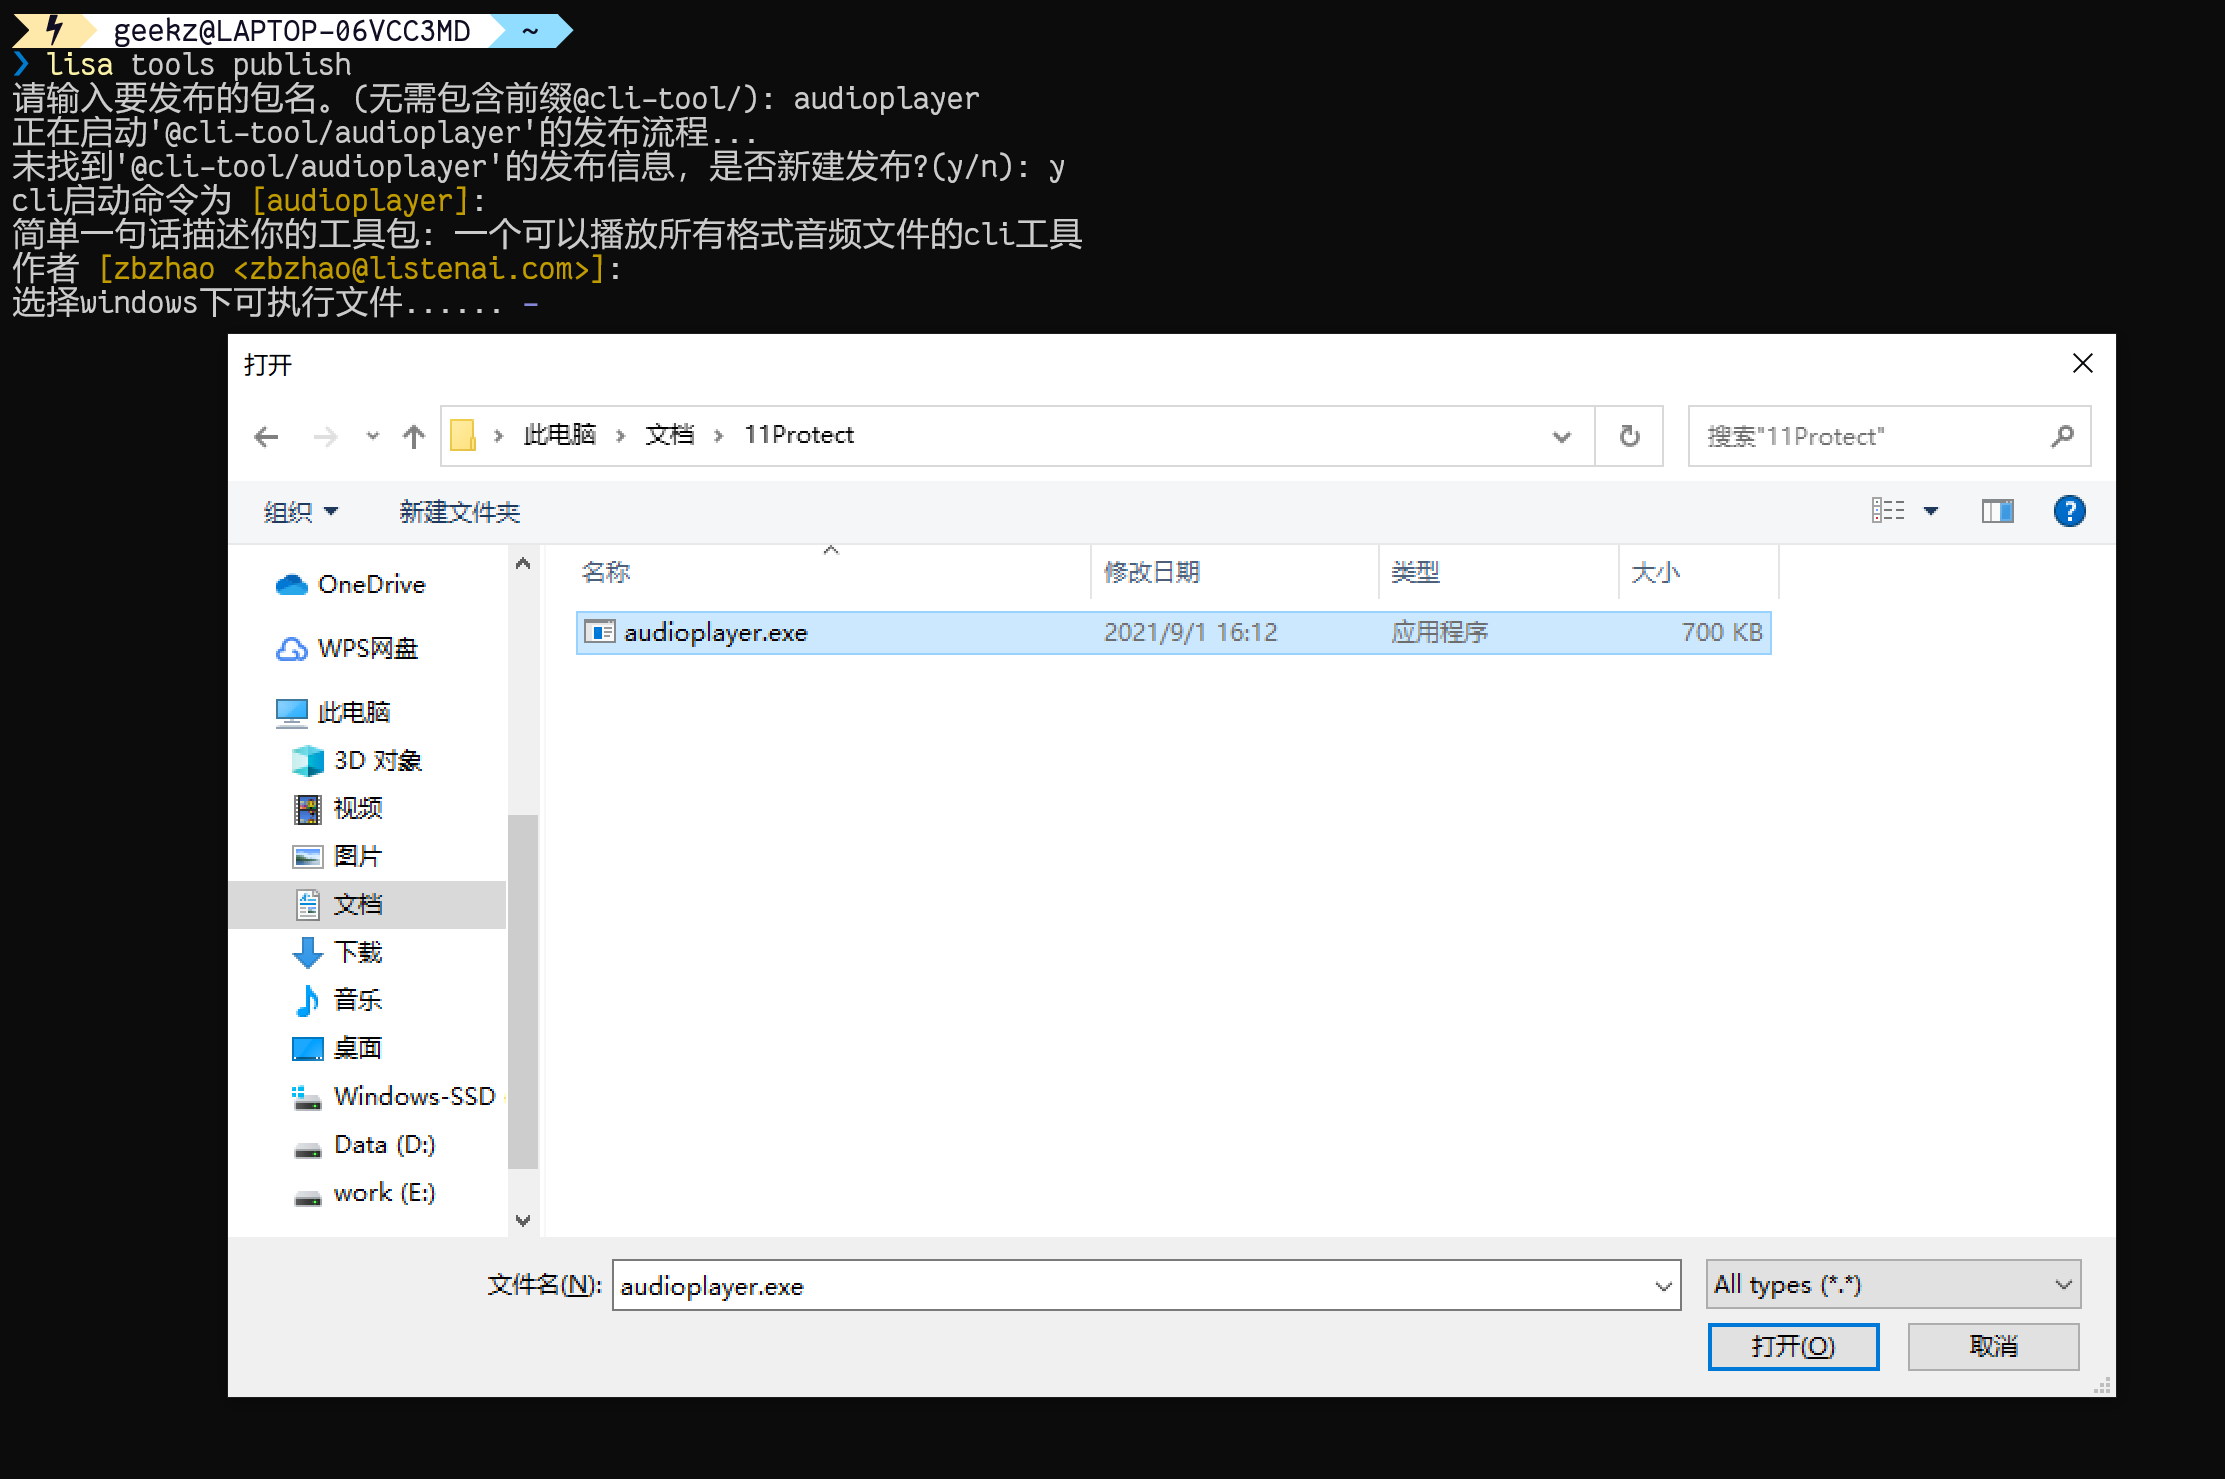 geekz@LAPTOP-06VCC3MD ~
❯ lisa tools publish
请输入要发布的包名。(无需包含前缀@cli-tool/): audioplayer
正在启动'@cli-tool/audioplayer'的发布流程...
未找到'@cli-tool/audioplayer'的发布信息，是否新建发布?(y/n): y
cli启动命令为 [audioplayer]:
简单一句话描述你的工具包: 一个可以播放所有格式音频文件的cli工具
作者 [zbzhao <zbzhao@listenai.com>]:
选择windows下可执行文件...... -
打开
此电脑 > 文档 > 11Protect
搜索"11Protect"
组织 新建文件夹
名称 修改日期 类型 大小
audioplayer.exe 2021/9/1 16:12 应用程序 700 KB
OneDrive
WPS网盘
此电脑
3D 对象
视频
图片
文档
下载
音乐
桌面
Windows-SSD
Data (D:)
work (E:)
文件名(N): audioplayer.exe All types (*.*)
打开(O) 取消